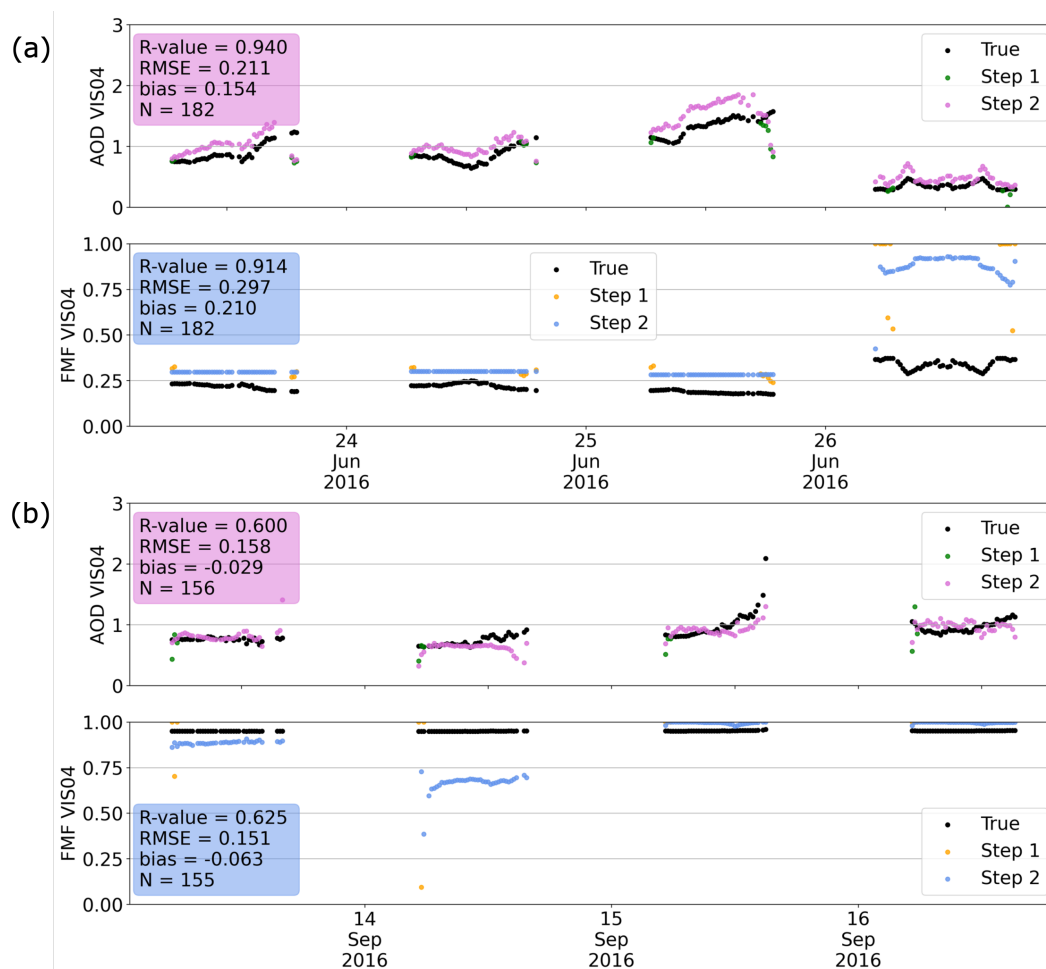 (a)
AOD VIS04
3
2
1
0
R-value = 0.940
RMSE = 0.211
bias = 0.154
N = 182
True
Step 1
Step 2
FMF VIS04
1.00
0.75
0.50
0.25
0.00
R-value = 0.914
RMSE = 0.297
bias = 0.210
N = 182
True
Step 1
Step 2
24
Jun
2016
25
Jun
2016
26
Jun
2016
(b)
AOD VIS04
3
2
1
0
R-value = 0.600
RMSE = 0.158
bias = -0.029
N = 156
True
Step 1
Step 2
FMF VIS04
1.00
0.75
0.50
0.25
0.00
R-value = 0.625
RMSE = 0.151
bias = -0.063
N = 155
True
Step 1
Step 2
14
Sep
2016
15
Sep
2016
16
Sep
2016